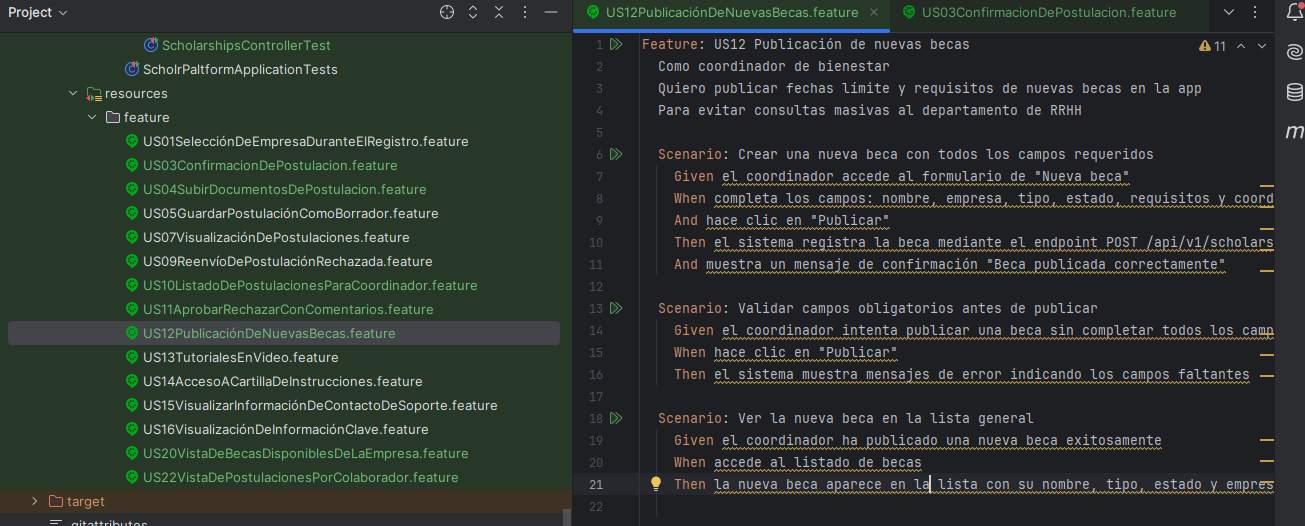 Project
ScholarshipsControllerTest
ScholrPaltformApplicationTests
resources
feature
US01SelecciónDeEmpresaDuranteElRegistro.feature
US03ConfirmacionDePostulacion.feature
US04SubirDocumentosDePostulacion.feature
US05GuardarPostulaciónComoBorrador.feature
US07VisualizaciónDePostulaciones.feature
US09ReenvíoDePostulaciónRechazada.feature
US10ListadoDePostulacionesParaCoordinador.feature
US11AprobarRechazarConComentarios.feature
US12PublicaciónDeNuevasBecas.feature
US13TutorialesEnVideo.feature
US14AccesoACartillaDeInstrucciones.feature
US15VisualizarInformaciónDeContactoDeSoporte.feature
US16VisualizaciónDeInformaciónClave.feature
US20VistaDeBecasDisponiblesDeLaEmpresa.feature
US22VistaDePostulacionesPorColaborador.feature
target
.gitattributes
US12PublicaciónDeNuevasBecas.feature
US03ConfirmacionDePostulacion.feature
11
1 Feature: US12 Publicación de nuevas becas
2 Como coordinador de bienestar
3 Quiero publicar fechas límite y requisitos de nuevas becas en la app
4 Para evitar consultas masivas al departamento de RRHH
5
6 Scenario: Crear una nueva beca con todos los campos requeridos
7 Given el coordinador accede al formulario de "Nueva beca"
8 When completa los campos: nombre, empresa, tipo, estado, requisitos y coord
9 And hace clic en "Publicar"
10 Then el sistema registra la beca mediante el endpoint POST /api/v1/scholars
11 And muestra un mensaje de confirmación "Beca publicada correctamente"
12
13 Scenario: Validar campos obligatorios antes de publicar
14 Given el coordinador intenta publicar una beca sin completar todos los camp
15 When hace clic en "Publicar"
16 Then el sistema muestra mensajes de error indicando los campos faltantes
17
18 Scenario: Ver la nueva beca en la lista general
19 Given el coordinador ha publicado una nueva beca exitosamente
20 When accede al listado de becas
21 Then la nueva beca aparece en la lista con su nombre, tipo, estado y empres
22
m